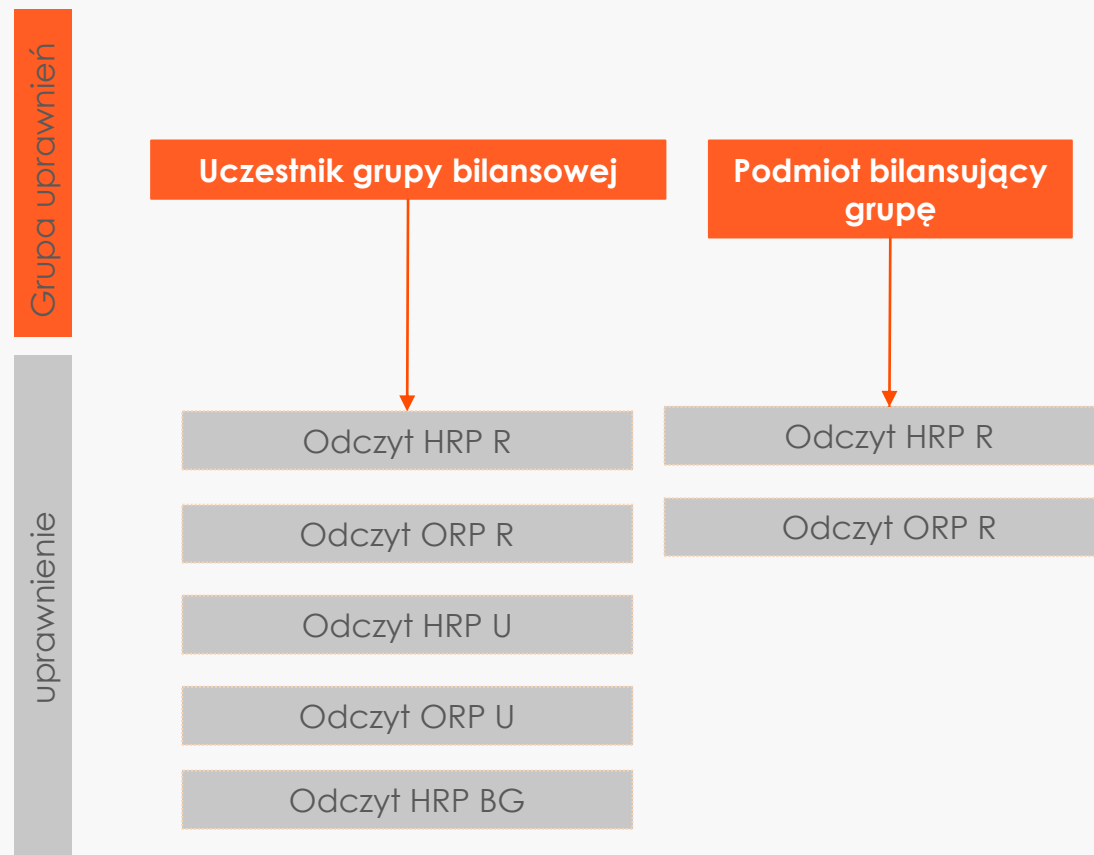 Grupa uprawnień
Uczestnik grupy bilansowej
Podmiot bilansujący
grupę
uprawnienie
Odczyt HRP R
Odczyt ORP R
Odczyt HRP U
Odczyt ORP U
Odczyt HRP BG
Odczyt HRP R
Odczyt ORP R